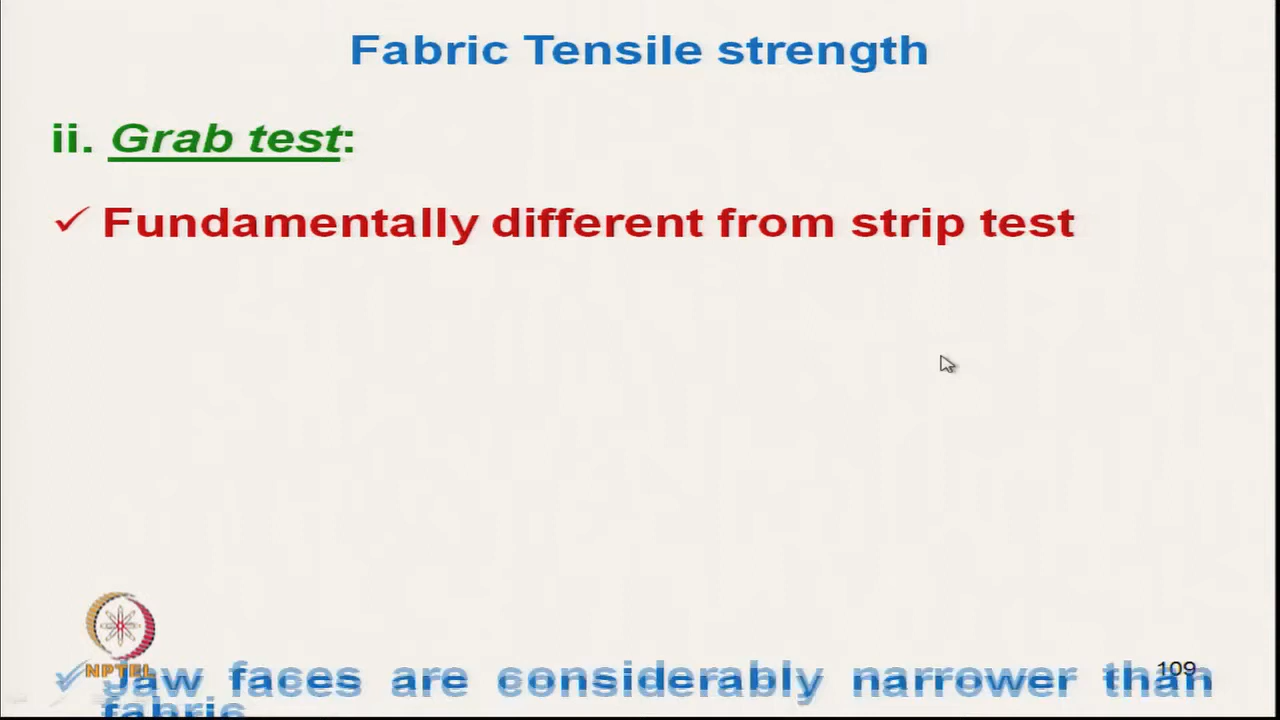 Fabric Tensile strength
ii. Grab test:
✓ Fundamentally different from strip test
NPTEL
109
✓ Jaw faces are considerably narrower than
fabric